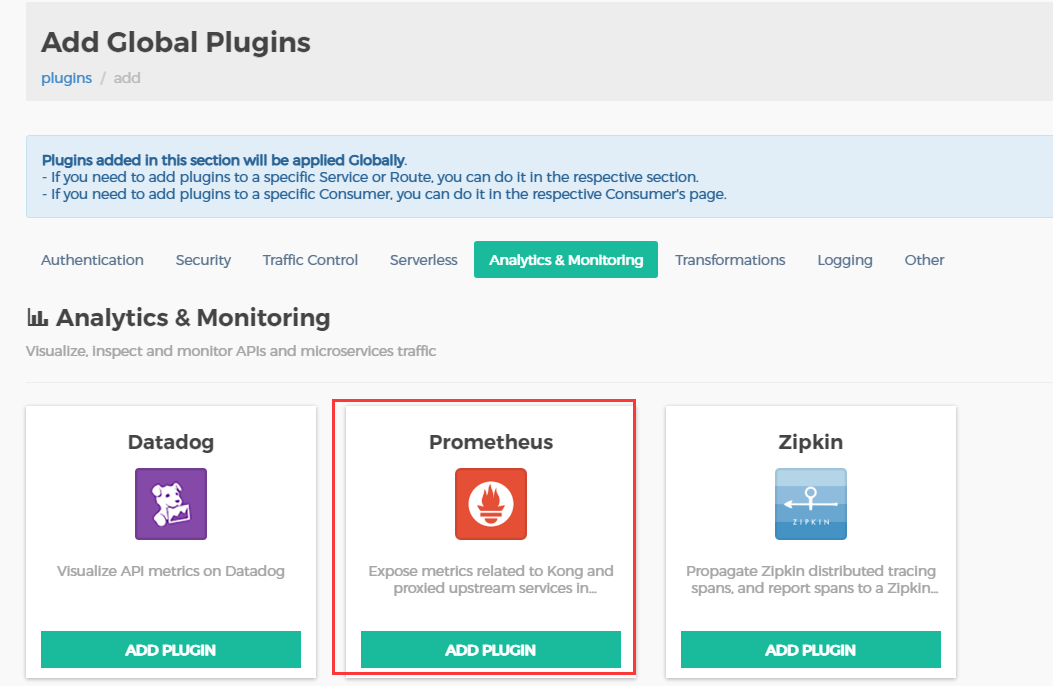 Add Global Plugins
plugins / add
Plugins added in this section will be applied Globally.
- If you need to add plugins to a specific Service or Route, you can do it in the respective section.
- If you need to add plugins to a specific Consumer, you can do it in the respective Consumer's page.
Authentication Security Traffic Control Serverless Analytics & Monitoring Transformations Logging Other
Analytics & Monitoring
Visualize, inspect and monitor APIs and microservices traffic
Datadog
Visualize API metrics on Datadog
ADD PLUGIN
Prometheus
Expose metrics related to Kong and
proxied upstream services in...
ADD PLUGIN
Zipkin
ZIPKIN
Propagate Zipkin distributed tracing
spans, and report spans to a Zipkin...
ADD PLUGIN